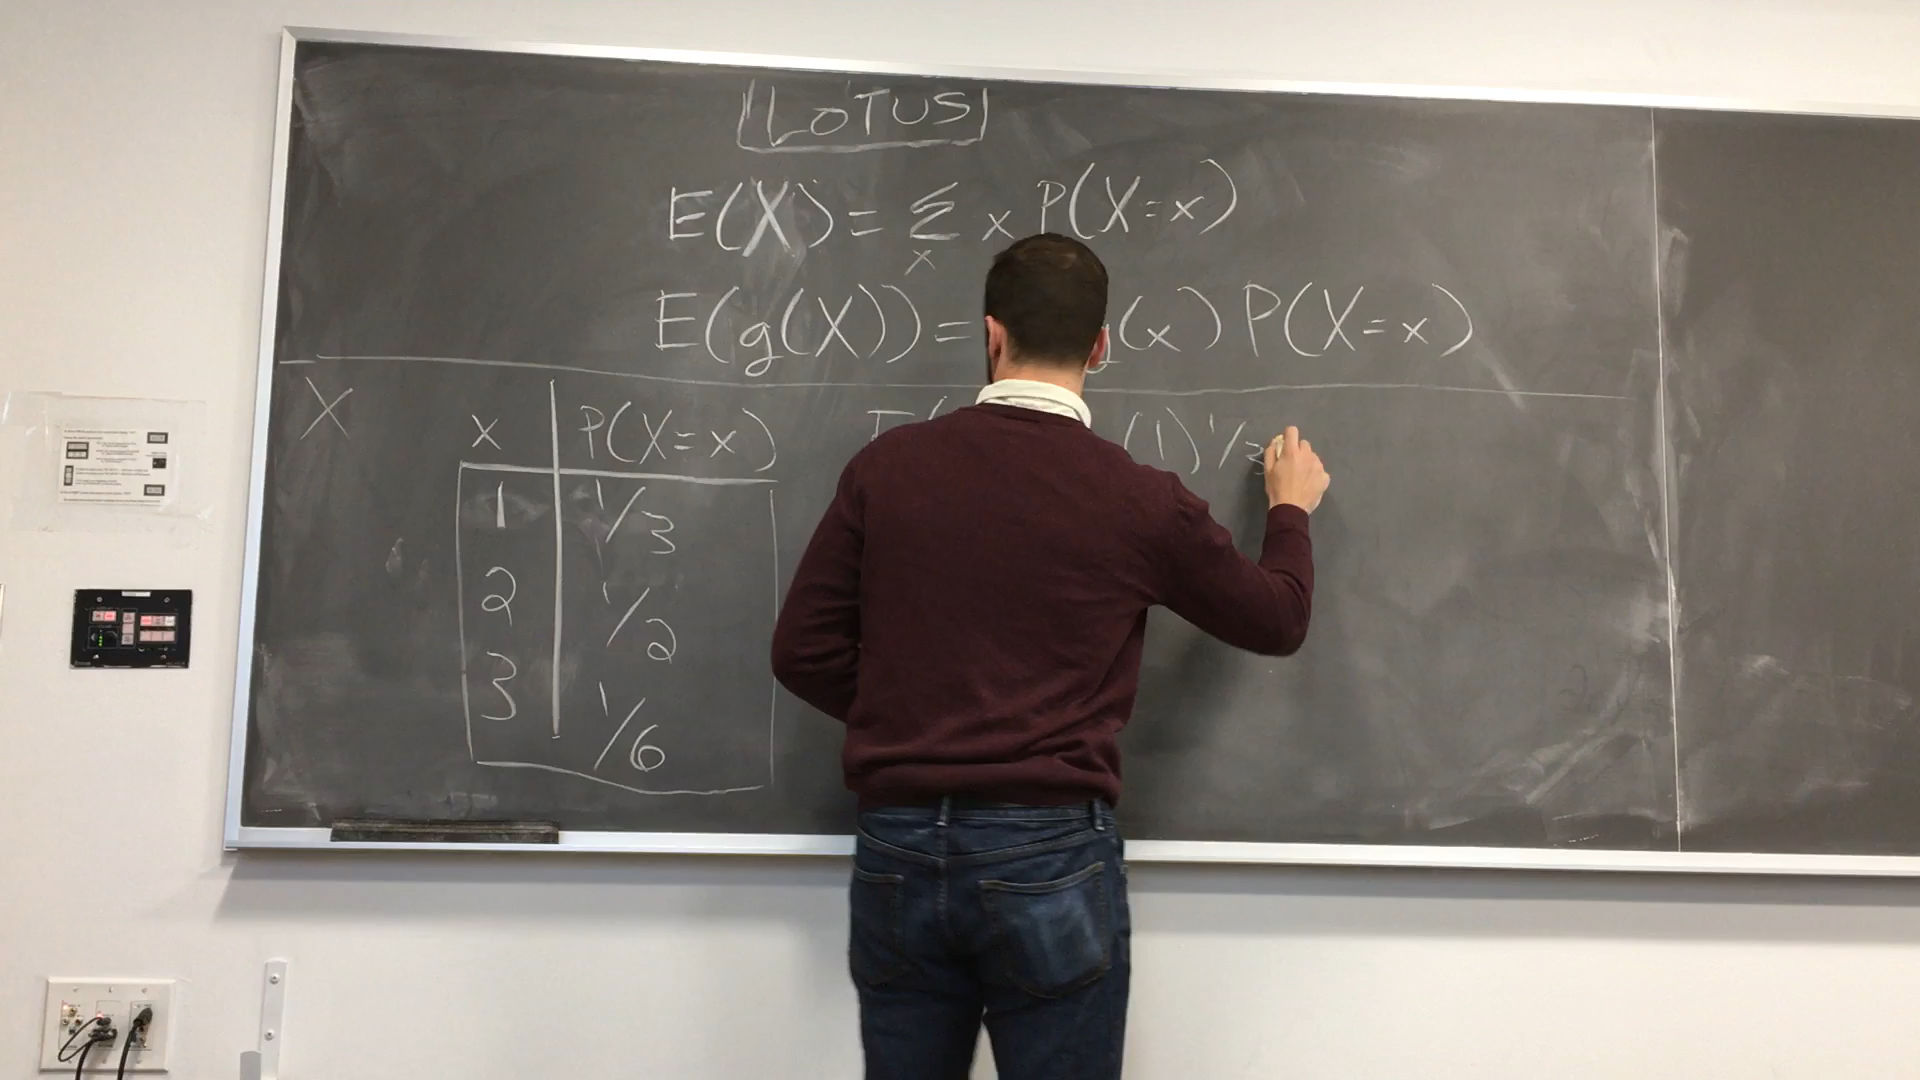 LOTUS
E(X) = Σ x P(X=x)
x
E(g(X)) = g(x) P(X=x)
X
x P(X=x)
1 1/3
2 1/2
3 1/6
(1) 1/3